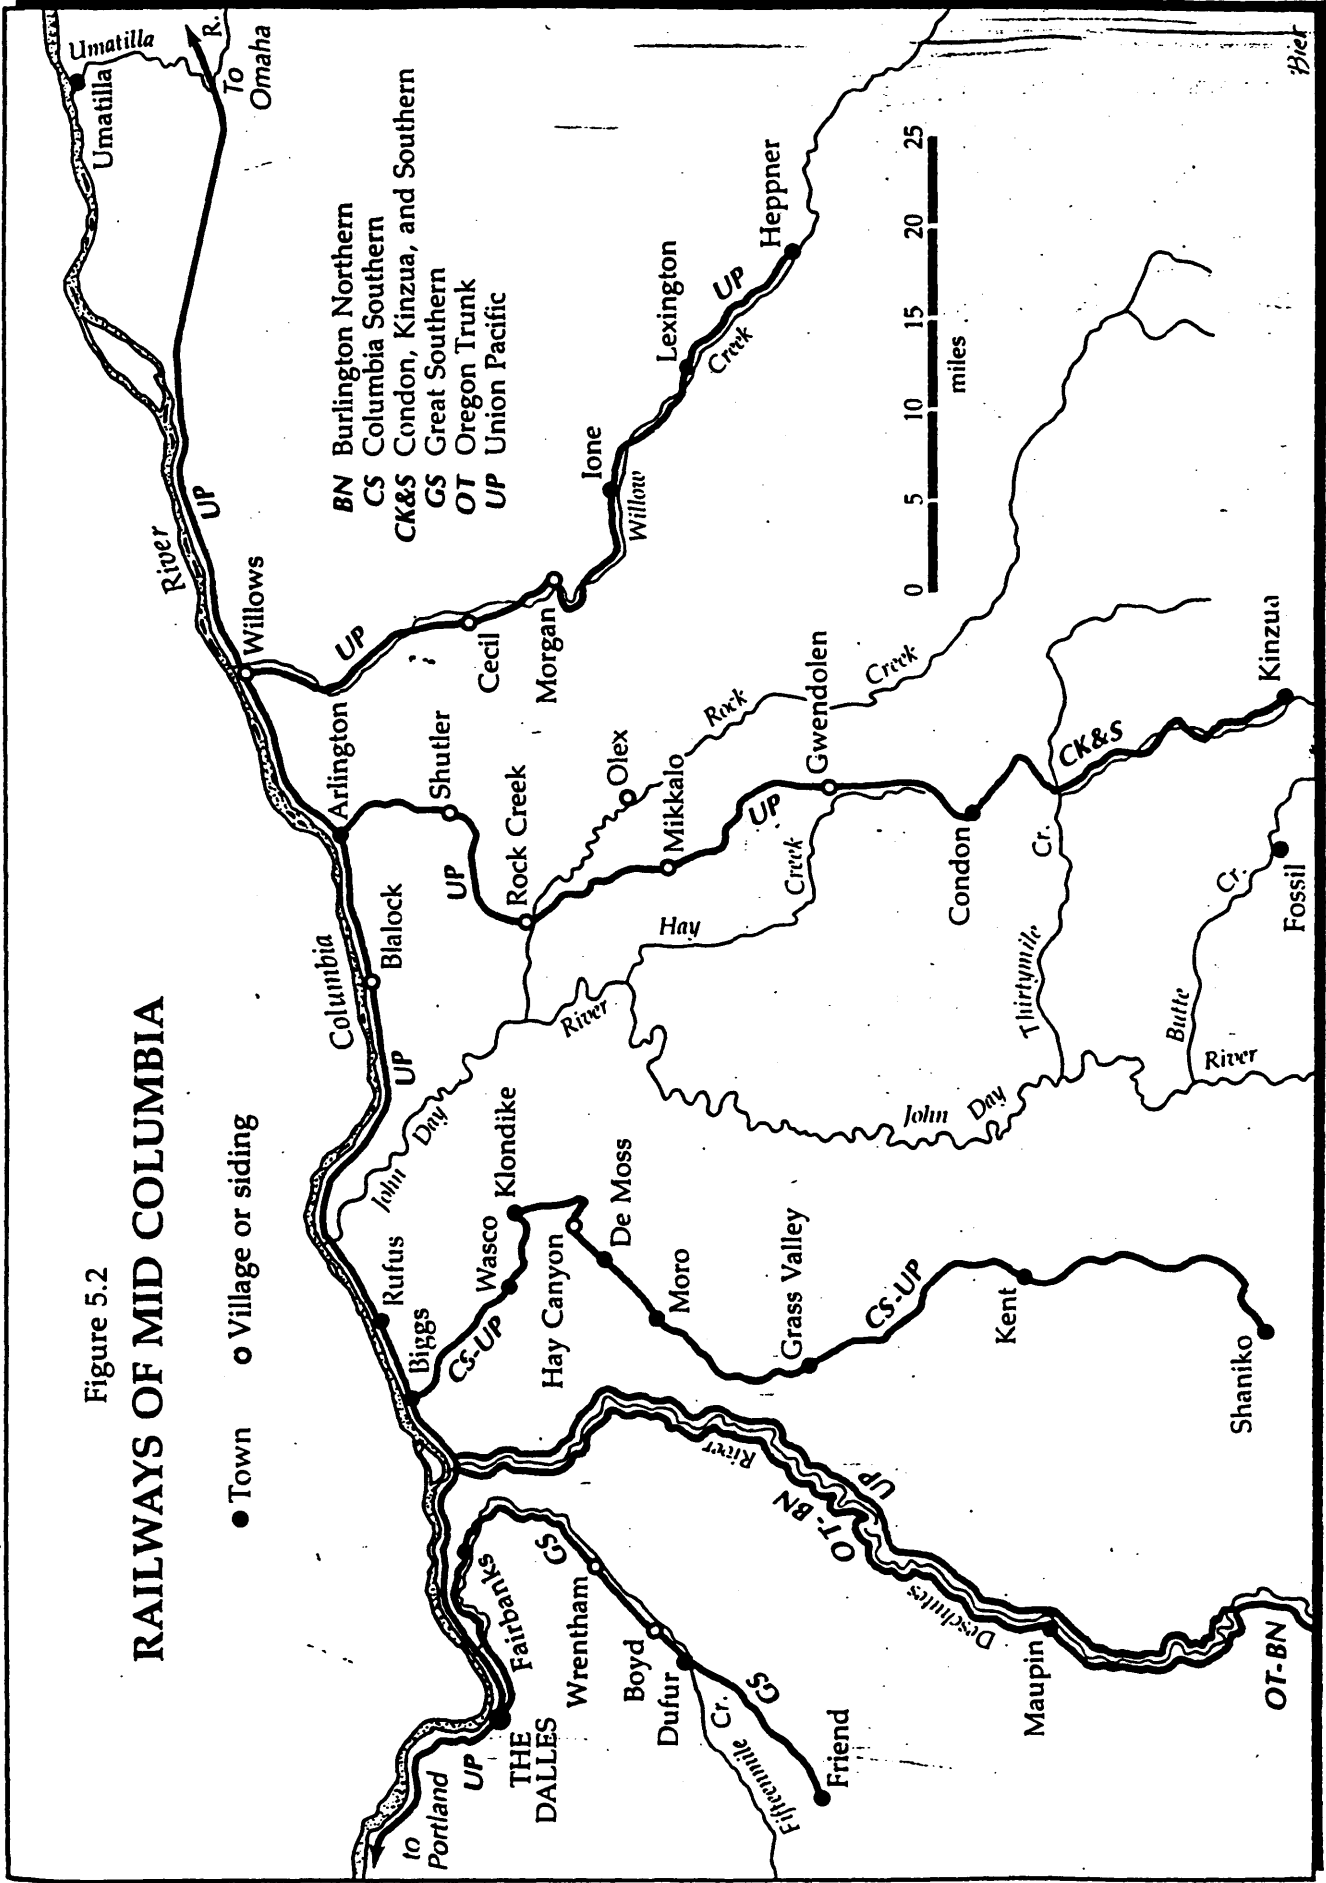 Figure 5.2
RAILWAYS OF MID COLUMBIA
Town
Village or siding
BN Burlington Northern
CS Columbia Southern
CK&S Condon, Kinzua, and Southern
GS Great Southern
OT Oregon Trunk
UP Union Pacific
to
Portland
UP
THE
DALLES
Fairbanks
GS
Wrentham
Boyd
Dufur
GS
Fifteenmile Cr.
Friend
Biggs
Rufus
CS-UP
Wasco
Klondike
Hay Canyon
De Moss
Moro
Grass Valley
CS-UP
Kent
Shaniko
River
OT-BN
UP
Deschutes
Maupin
OT-BN
John Day
River
John Day
River
Columbia
River
UP
Blalock
Arlington
Shutler
UP
Rock Creek
Olex
Mikkalo
Rock
Creek
UP
Gwendolen
Hay
Creek
Condon
Thirtymile
Cr.
CK&S
Kinzua
Butte
Cr.
Fossil
Willows
UP
UP
Cecil
Morgan
Ione
Willow
Creek
Lexington
UP
Heppner
Umatilla
Umatilla
R.
To
Omaha
0 5 10 15 20 25
miles
Bier